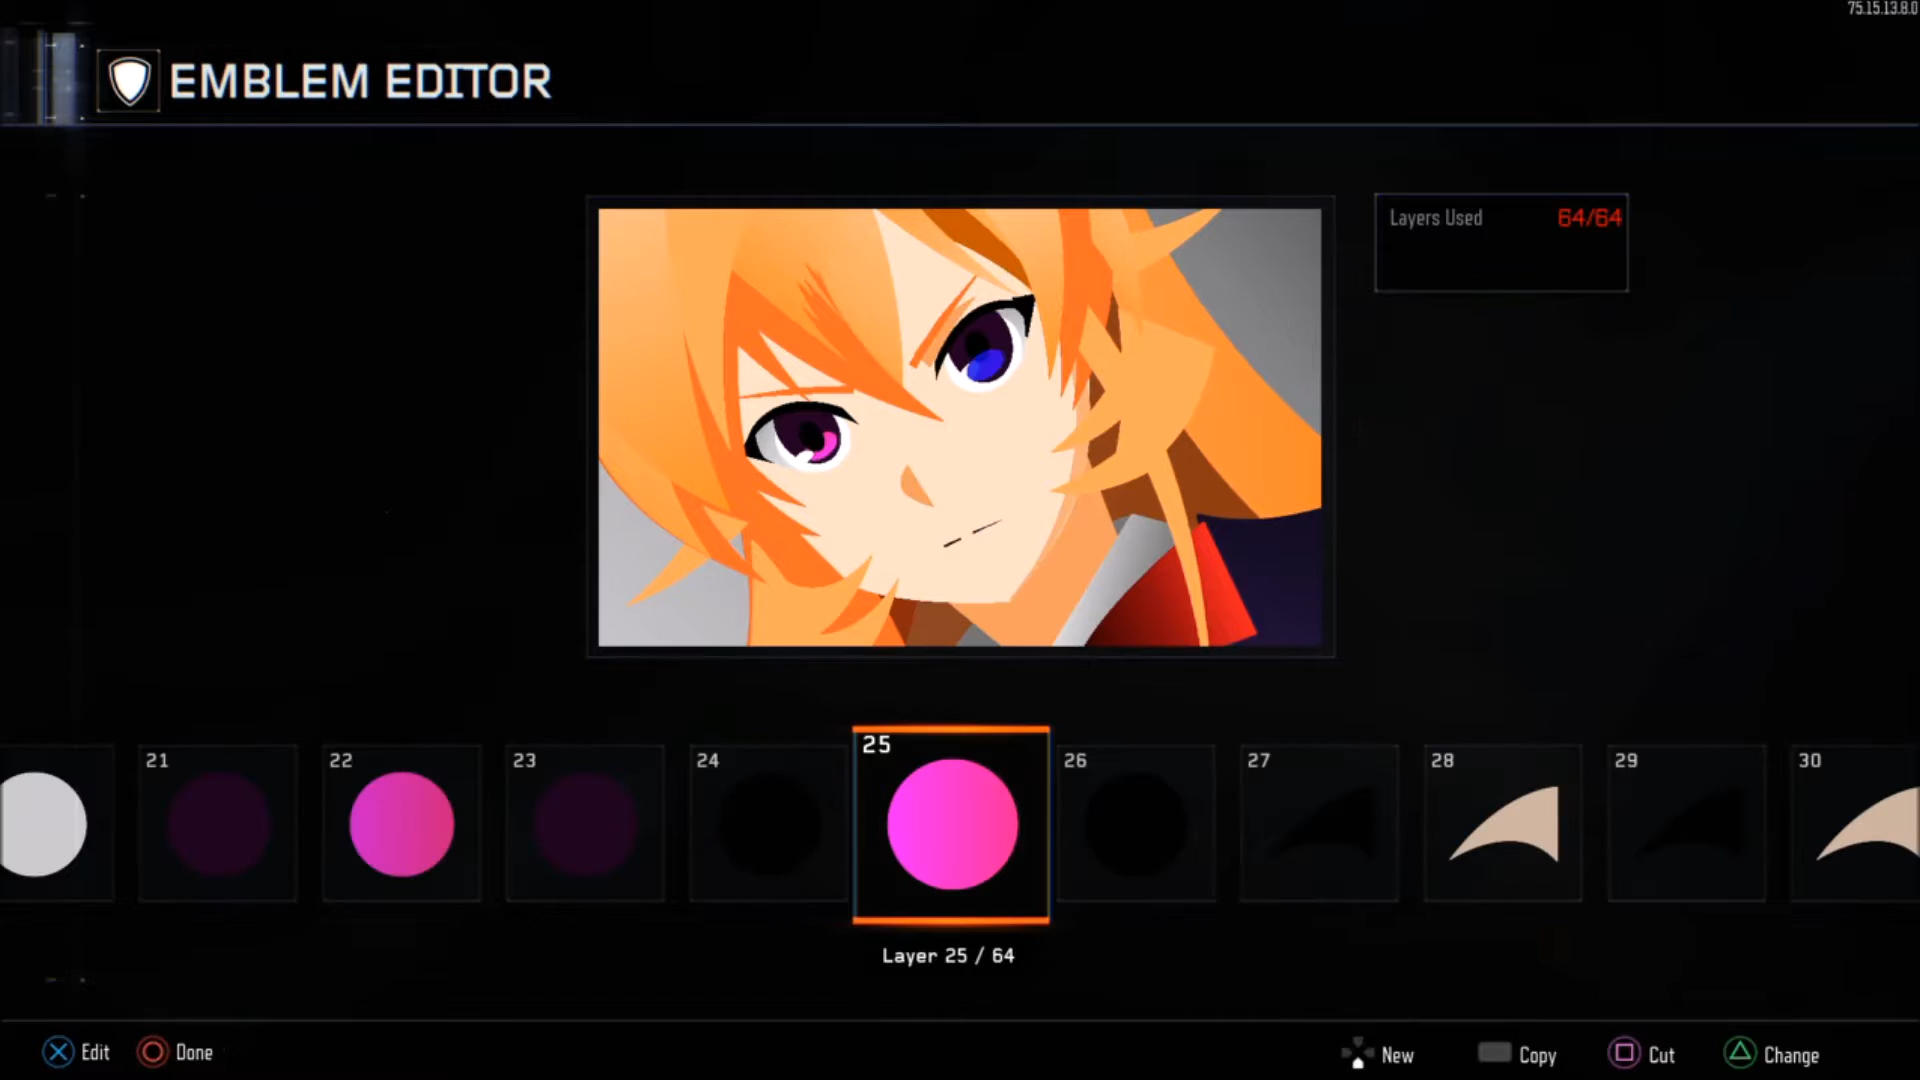 75.15.13.8.0
EMBLEM EDITOR
Layers Used 64/64
21 22 23 24 25 26 27 28 29 30
Layer 25 / 64
Edit Done New Copy Cut Change